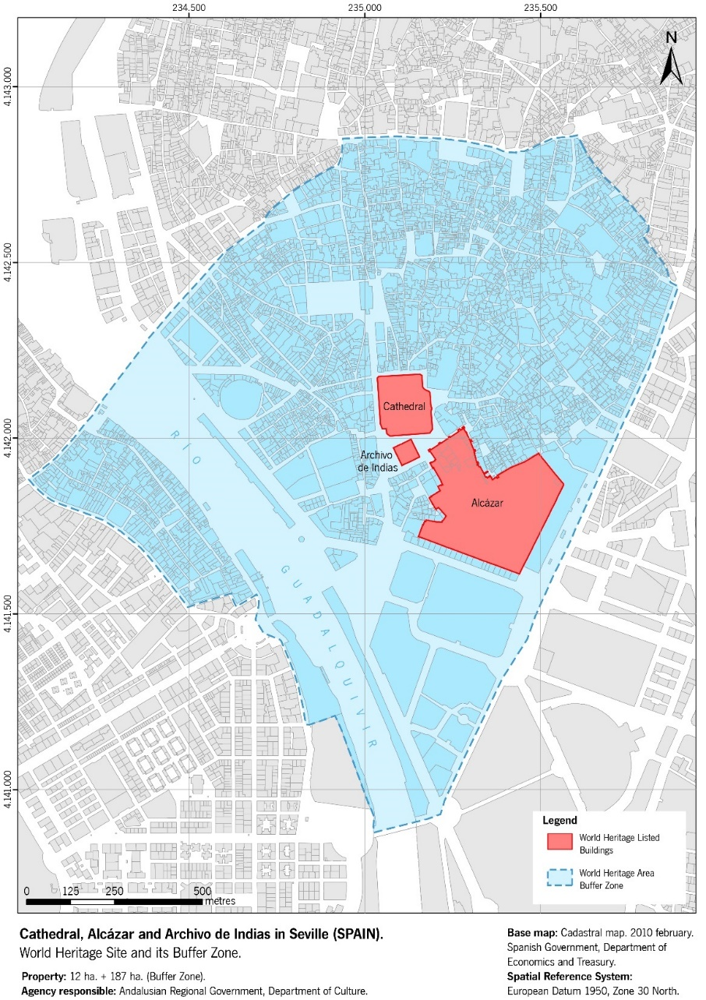 234.500
235.000
235.500
N
4.143.000
4.142.500
4.142.000
4.141.500
4.141.000
Cathedral
Archivo
de Indias
Alcázar
RIO
GUADALQUIVIR
Legend
World Heritage Listed
Buildings
World Heritage Area
Buffer Zone
0 125 250 500
metres
Cathedral, Alcázar and Archivo de Indias in Seville (SPAIN).
World Heritage Site and its Buffer Zone.
Property: 12 ha. + 187 ha. (Buffer Zone).
Agency responsible: Andalusian Regional Government, Department of Culture.
Base map: Cadastral map. 2010 february.
Spanish Government, Department of
Economics and Treasury.
Spatial Reference System:
European Datum 1950, Zone 30 North.